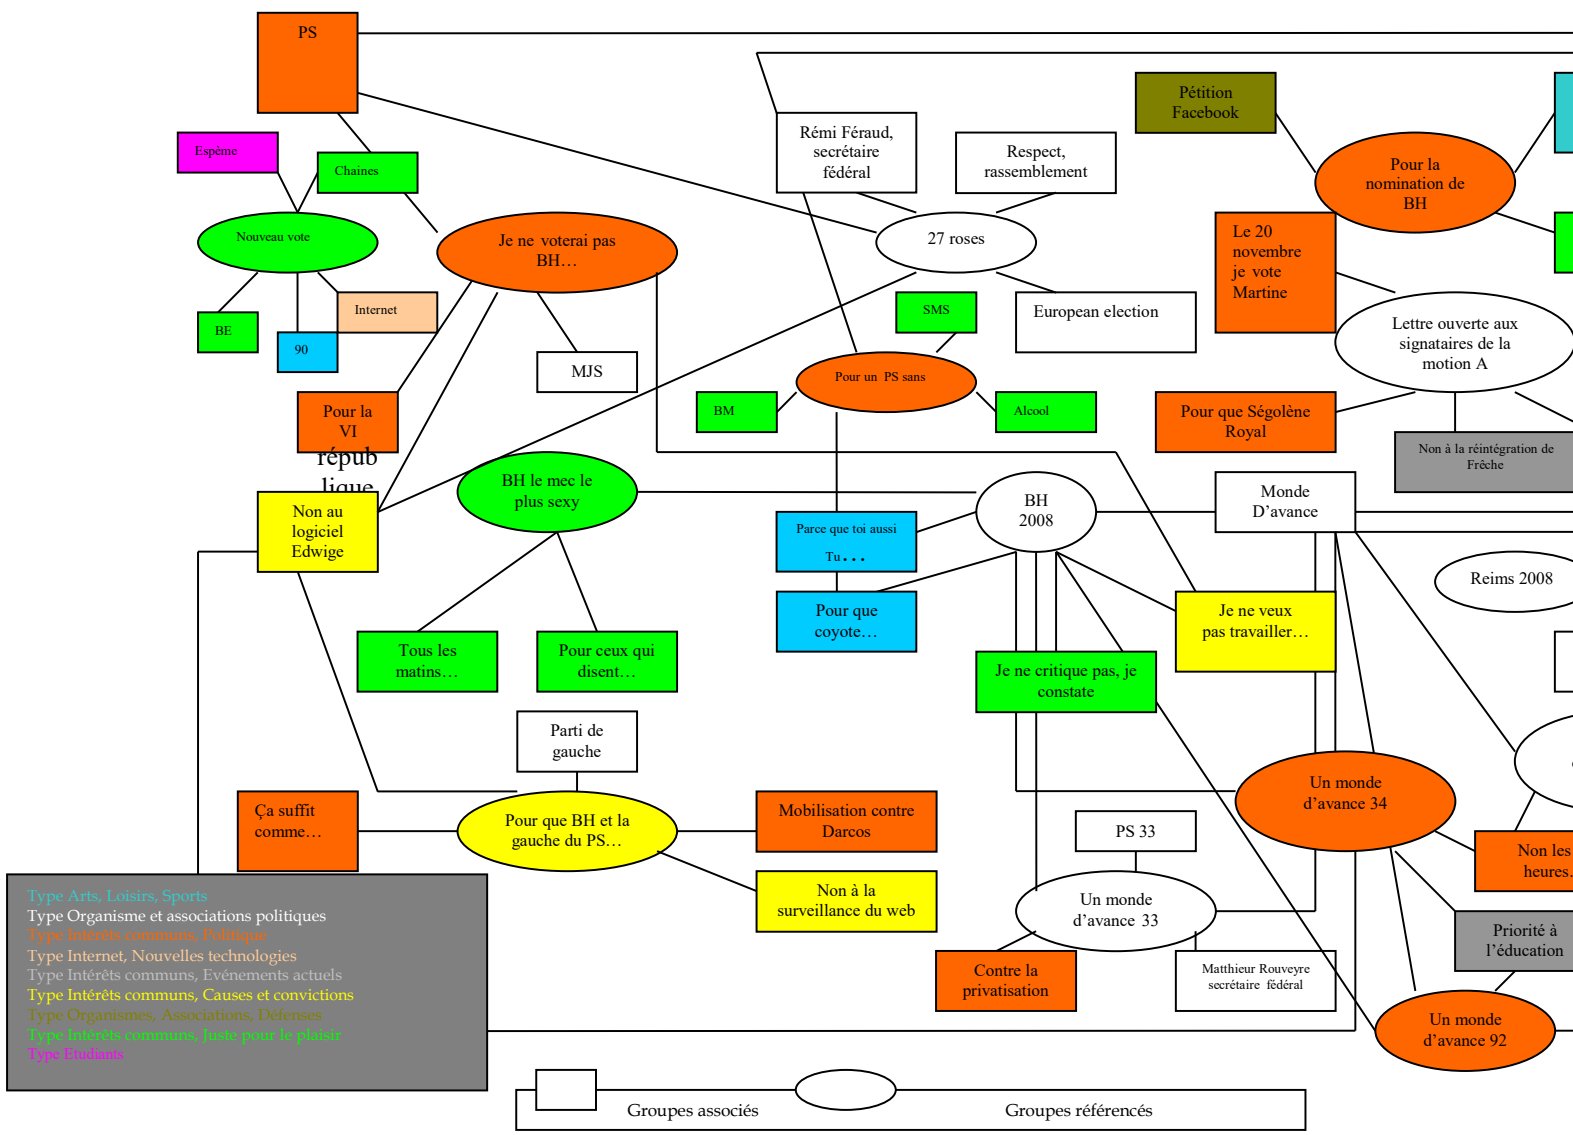 PS
Pétition
Facebook
Rémi Féraud,
secrétaire
fédéral
Respect,
rassemblement
Espème
Chaines
Pour la
nomination de
BH
Nouveau vote
Je ne voterai pas
BH…
27 roses
Le 20
novembre
je vote
Martine
BE
90
Internet
SMS
European election
Lettre ouverte aux
signataires de la
motion A
MJS
Pour un PS sans
BM
Alcool
Pour la
VI
répub
lique
Pour que Ségolène
Royal
Non à la réintégration de
Frêche
BH le mec le
plus sexy
BH
2008
Monde
D'avance
Non au
logiciel
Edwige
Parce que toi aussi
Tu…
Reims 2008
Pour que
coyote…
Je ne veux
pas travailler…
Tous les
matins…
Pour ceux qui
disent…
Je ne critique pas, je
constate
Parti de
gauche
Un monde
d'avance 34
Ça suffit
comme…
Pour que BH et la
gauche du PS…
Mobilisation contre
Darcos
PS 33
Non les
heures.
Non à la
surveillance du web
Un monde
d'avance 33
Priorité à
l'éducation
Contre la
privatisation
Matthieur Rouveyre
secrétaire fédéral
Un monde
d'avance 92
Type Arts, Loisirs, Sports
Type Organisme et associations politiques
Type Intérêts communs, Politique
Type Internet, Nouvelles technologies
Type Intérêts communs, Evénements actuels
Type Intérêts communs, Causes et convictions
Type Organismes, Associations, Défenses
Type Intérêts communs, Juste pour le plaisir
Type Etudiants
Groupes associés
Groupes référencés